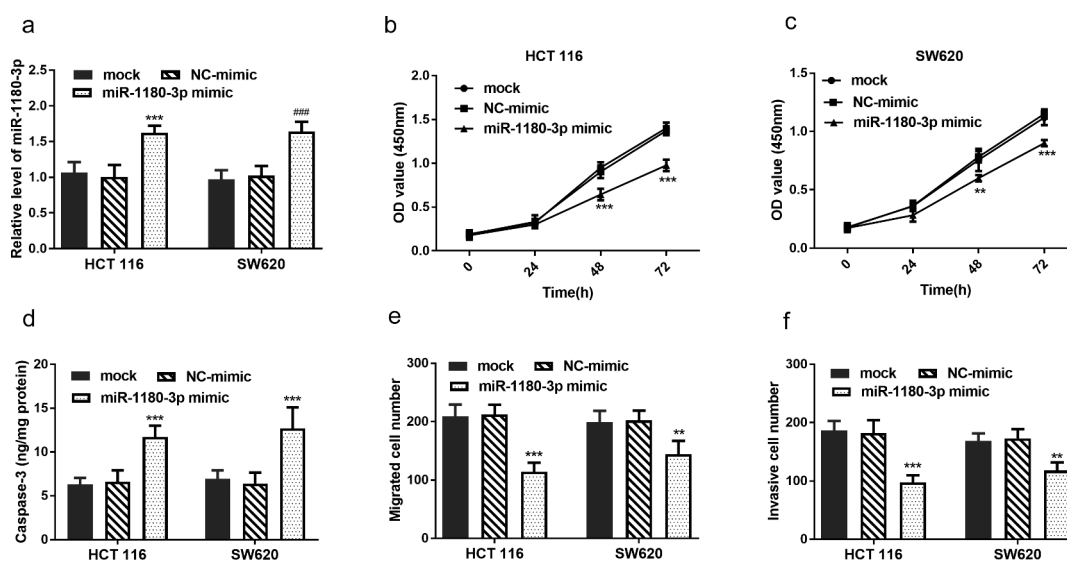 a
mock NC-mimic
miR-1180-3p mimic
Relative level of miR-1180-3p
2.5
2.0
1.5
1.0
0.5
0.0
***
###
HCT 116 SW620
b
HCT 116
mock
NC-mimic
miR-1180-3p mimic
OD value (450nm)
2.0
1.5
1.0
0.5
0.0
***
***
0 24 48 72
Time(h)
c
SW620
mock
NC-mimic
miR-1180-3p mimic
OD value (450nm)
1.5
1.0
0.5
0.0
***
**
0 24 48 72
Time(h)
d
mock NC-mimic
miR-1180-3p mimic
Caspase-3 (ng/mg protein)
20
15
10
5
0
***
***
HCT 116 SW620
e
mock NC-mimic
miR-1180-3p mimic
Migrated cell number
300
200
100
0
***
**
HCT 116 SW620
f
mock NC-mimic
miR-1180-3p mimic
Invasive cell number
300
200
100
0
***
**
HCT 116 SW620